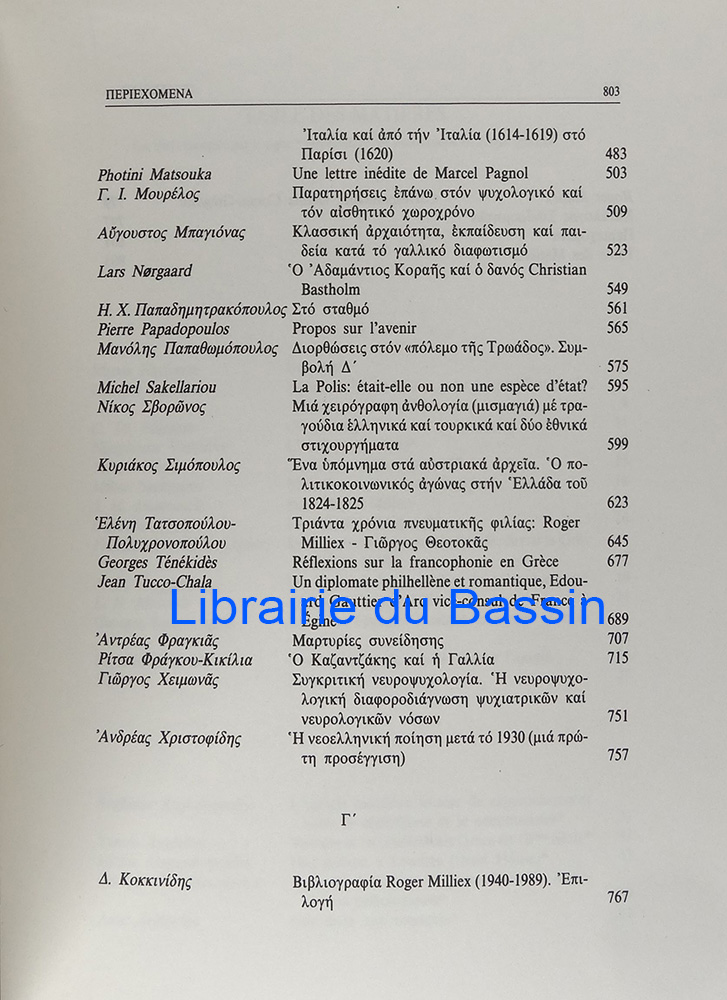 ΠΕΡΙΕΧΟΜΕΝΑ 803
Ἰταλία καί ἀπό τήν Ἰταλία (1614-1619) στό
Παρίσι (1620) 483
Photini Matsouka Une lettre inédite de Marcel Pagnol 503
Γ. Ι. Μουρέλος Παρατηρήσεις ἐπάνω στόν ψυχολογικό καί
τόν αἰσθητικό χωροχρόνο 509
Αὔγουστος Μπαγιόνας Κλασσική ἀρχαιότητα, ἐκπαίδευση καί παι-
δεία κατά τό γαλλικό διαφωτισμό 523
Lars Nørgaard Ὁ Ἀδαμάντιος Κοραῆς καί ὁ δανός Christian
Bastholm 549
Η. Χ. Παπαδημητρακόπουλος Στό σταθμό 561
Pierre Papadopoulos Propos sur l'avenir 565
Μανόλης Παπαθωμόπουλος Διορθώσεις στόν «πόλεμο τῆς Τρωάδος». Συμ-
βολή Δ΄ 575
Michel Sakellariou La Polis: était-elle ou non une espèce d'état? 595
Νίκος Σβορῶνος Μιά χειρόγραφη ἀνθολογία (μισμαγιά) μέ τρα-
γούδια ἑλληνικά καί τουρκικά καί δύο ἐθνικά
στιχουργήματα 599
Κυριάκος Σιμόπουλος Ἕνα ὑπόμνημα στά αὐστριακά ἀρχεῖα. Ὁ πο-
λιτικοκοινωνικός ἀγώνας στήν Ἑλλάδα τοῦ
1824-1825 623
Ἑλένη Τατσοπούλου- Τριάντα χρόνια πνευματικῆς φιλίας: Roger
Πολυχρονοπούλου Milliex - Γιῶργος Θεοτοκᾶς 645
Georges Ténékidès Réflexions sur la francophonie en Grèce 677
Jean Tucco-Chala Un diplomate philhellène et romantique, Edou-
ard Gauttier d'Arq vice-consul de France à
Égine 689
Librairie du Bassin
Ἀντρέας Φραγκιᾶς Μαρτυρίες συνείδησης 707
Ρίτσα Φράγκου-Κικίλια Ὁ Καζαντζάκης καί ἡ Γαλλία 715
Γιῶργος Χειμωνᾶς Συγκριτική νευροψυχολογία. Ἡ νευροψυχο-
λογική διαφοροδιάγνωση ψυχιατρικῶν καί
νευρολογικῶν νόσων 751
Ἀνδρέας Χριστοφίδης Ἡ νεοελληνική ποίηση μετά τό 1930 (μιά πρώ-
τη προσέγγιση) 757
Γ΄
Δ. Κοκκινίδης Βιβλιογραφία Roger Milliex (1940-1989). Ἐπι-
λογή 767